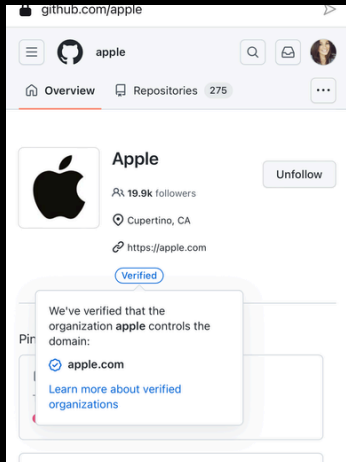 github.com/apple
apple
Overview
Repositories 275
Apple
Unfollow
19.9k followers
Cupertino, CA
https://apple.com
Verified
We've verified that the
organization apple controls the
domain:
apple.com
Learn more about verified
organizations